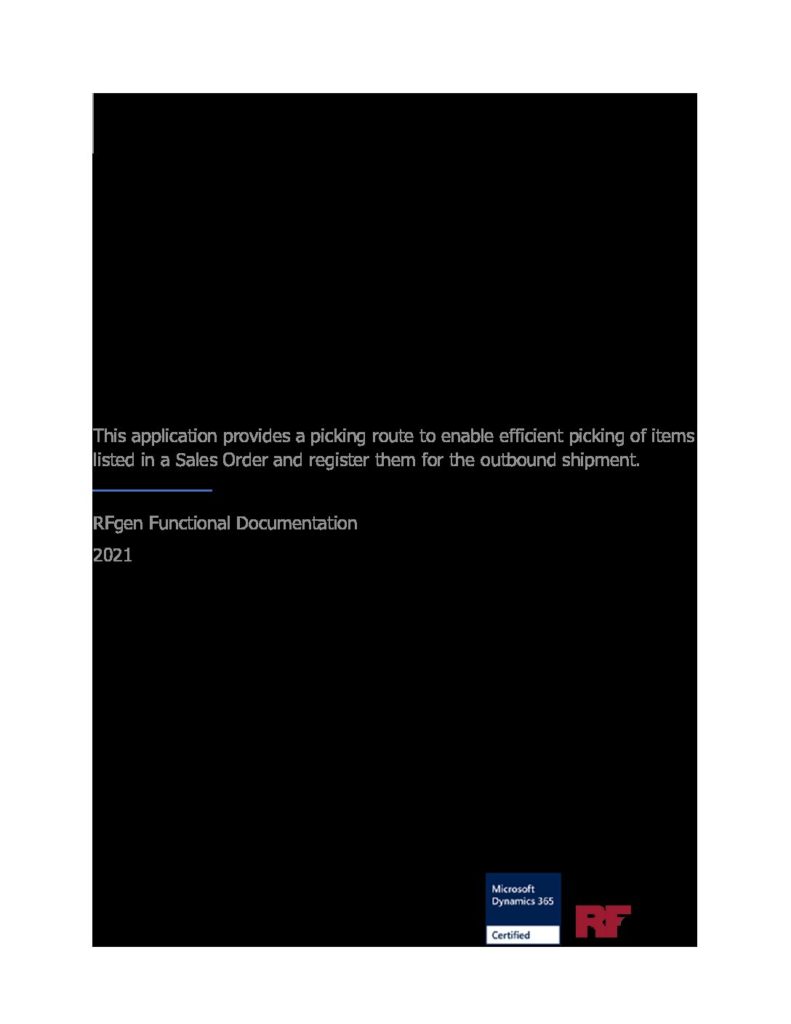 This application provides a picking route to enable efficient picking of items
listed in a Sales Order and register them for the outbound shipment.
RFgen Functional Documentation
2021
Microsoft
Dynamics 365
Certified
RF